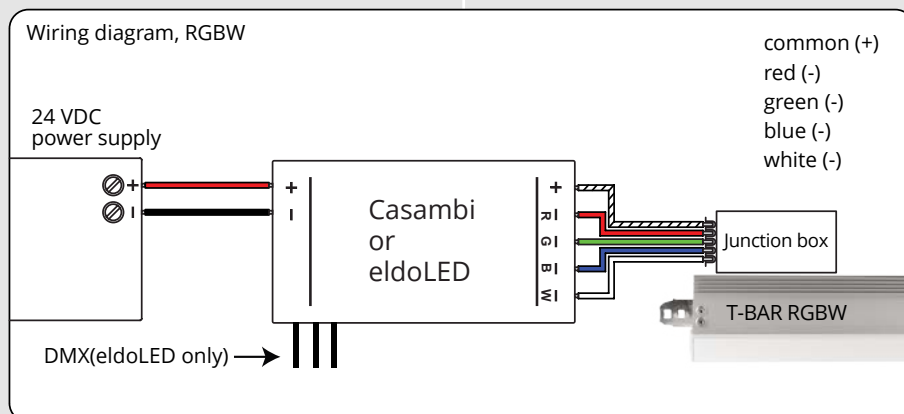 Wiring diagram, RGBW
common (+)
red (-)
green (-)
blue (-)
white (-)
24 VDC
power supply
+
–
+
–
Casambi
or
eldoLED
+
R –
G –
B –
W –
Junction box
T-BAR RGBW
DMX(eldoLED only)